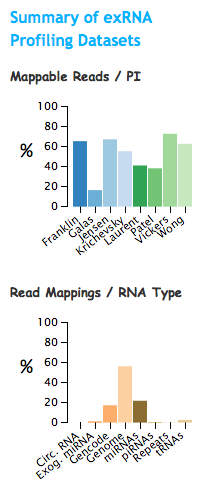 Summary of exRNA
Profiling Datasets
Mappable Reads / PI
100
80
60
40
20
0
%
Franklin
Galas
Jensen
Krichevsky
Laurent
Patel
Vickers
Wong
Read Mappings / RNA Type
100
80
60
40
20
0
%
Circ. RNA
Exog. miRNA
Gencode
Genome
miRNAs
piRNAs
Repeats
tRNAs